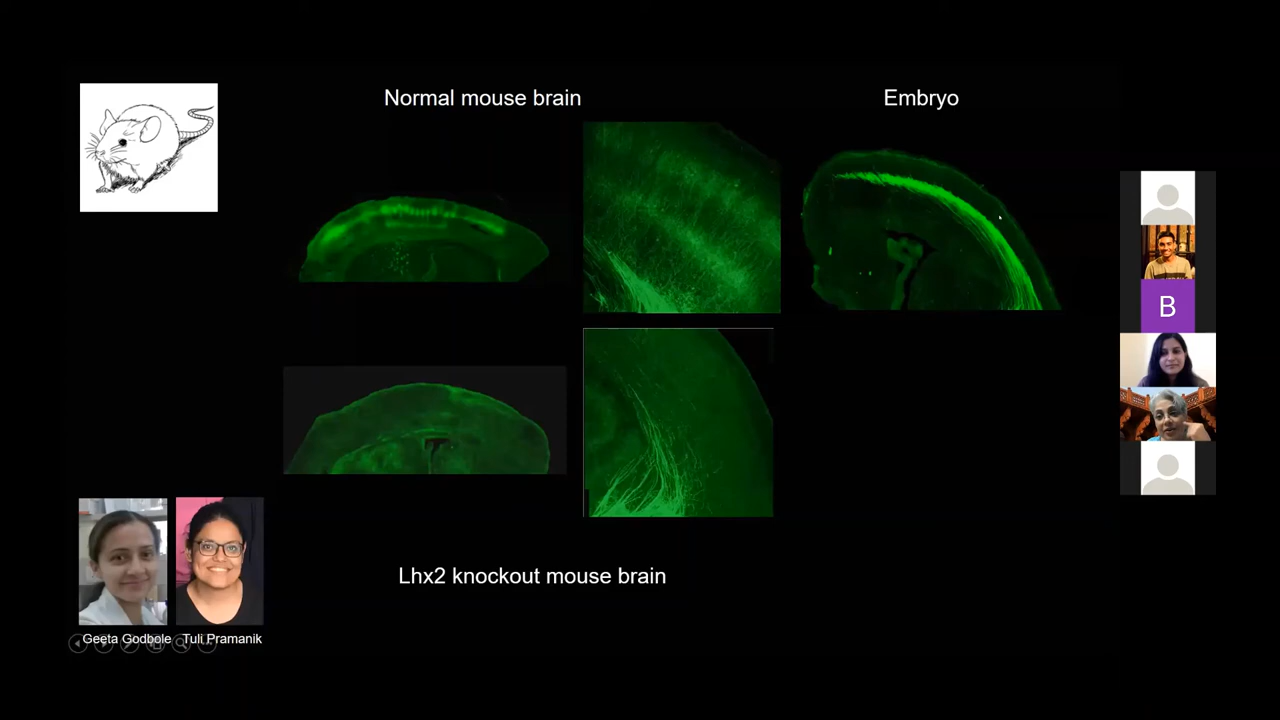 Normal mouse brain
Embryo
B
Lhx2 knockout mouse brain
Geeta Godbole
Tuli Pramanik